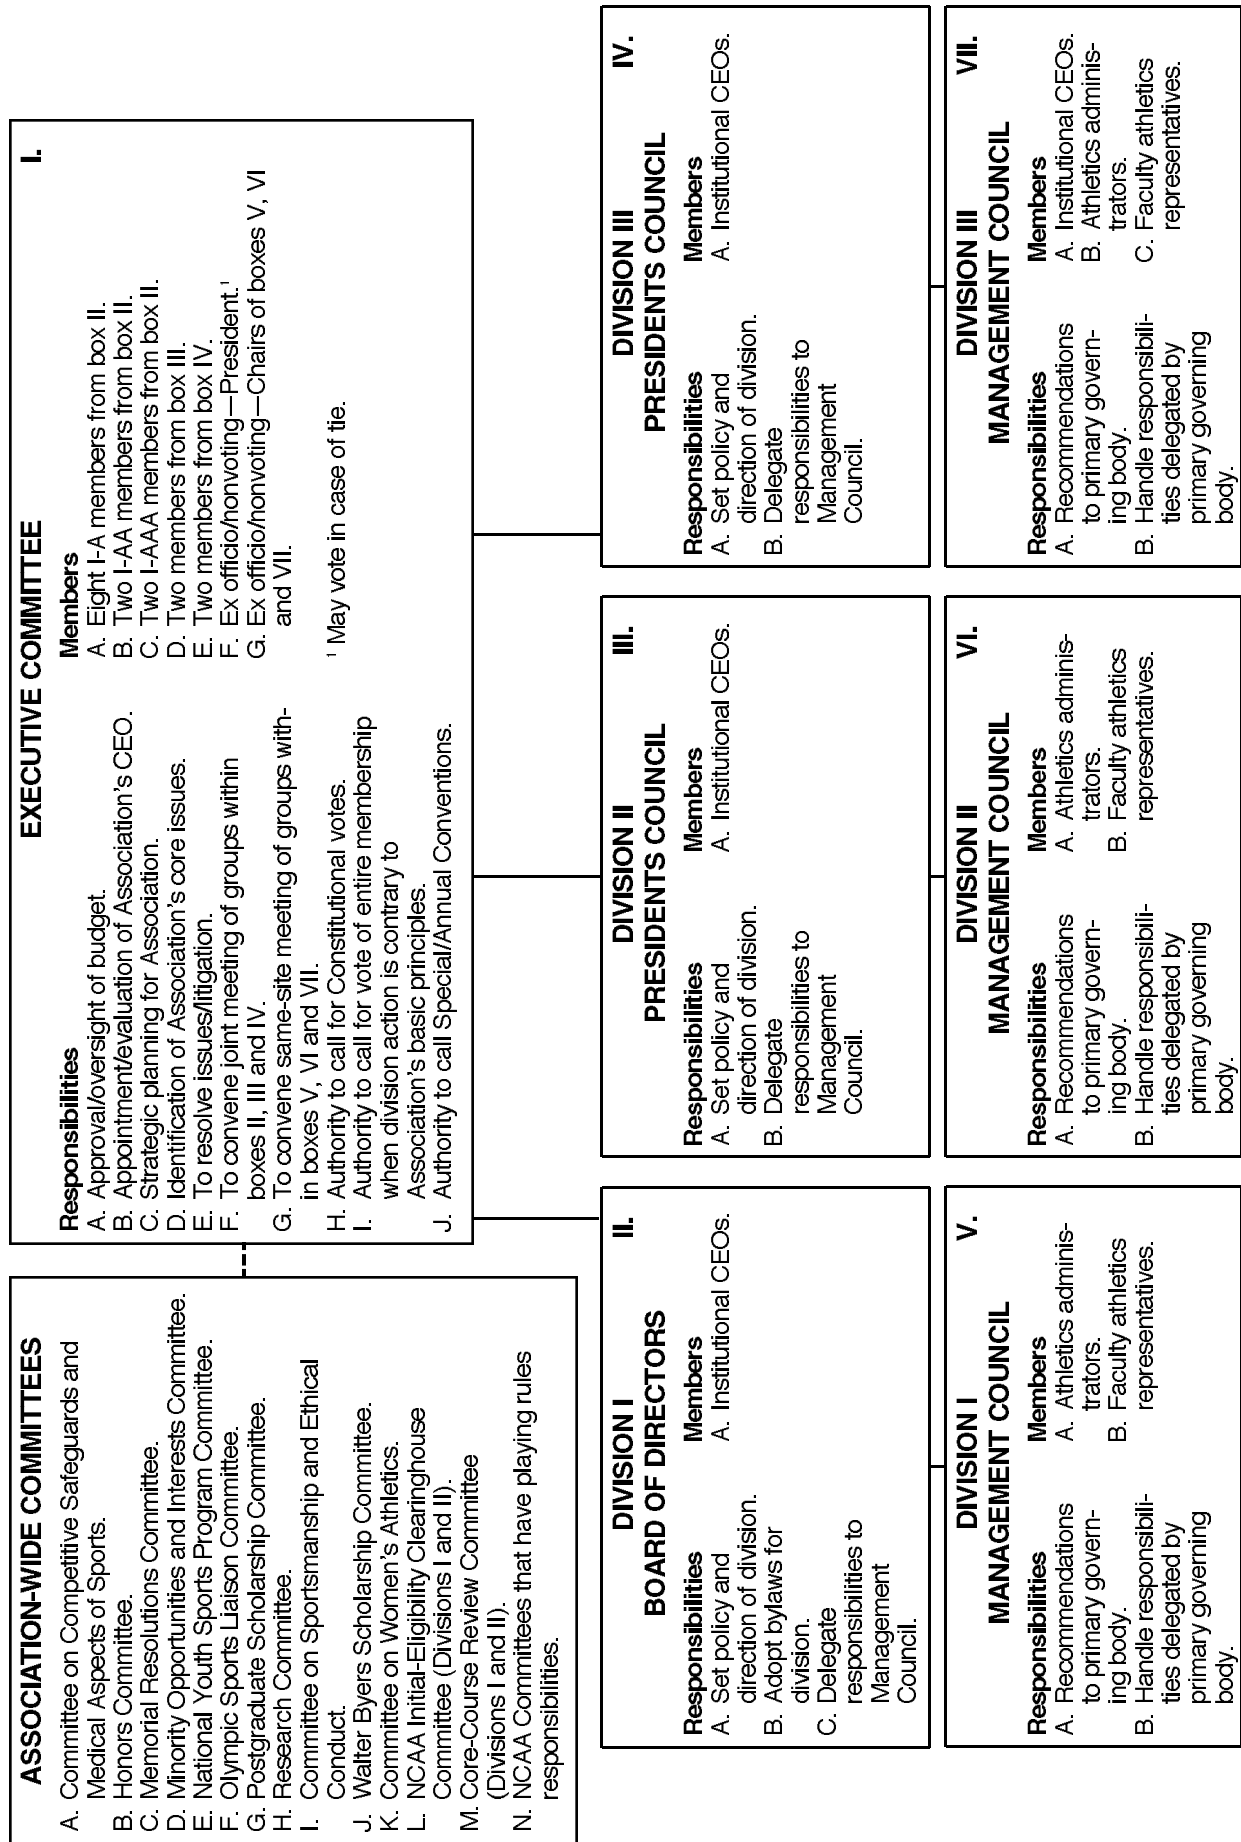 ASSOCIATION-WIDE COMMITTEES
A. Committee on Competitive Safeguards and
Medical Aspects of Sports.
B. Honors Committee.
C. Memorial Resolutions Committee.
D. Minority Opportunities and Interests Committee.
E. National Youth Sports Program Committee.
F. Olympic Sports Liaison Committee.
G. Postgraduate Scholarship Committee.
H. Research Committee.
I. Committee on Sportsmanship and Ethical
Conduct.
J. Walter Byers Scholarship Committee.
K. Committee on Women's Athletics.
L. NCAA Initial-Eligibility Clearinghouse
Committee (Divisions I and II).
M. Core-Course Review Committee
(Divisions I and II).
N. NCAA Committees that have playing rules
responsibilities.
EXECUTIVE COMMITTEE I.
Responsibilities
A. Approval/oversight of budget.
B. Appointment/evaluation of Association's CEO.
C. Strategic planning for Association.
D. Identification of Association's core issues.
E. To resolve issues/litigation.
F. To convene joint meeting of groups within
boxes II, III and IV.
G. To convene same-site meeting of groups with-
in boxes V, VI and VII.
H. Authority to call for Constitutional votes.
I. Authority to call for vote of entire membership
when division action is contrary to
Association's basic principles.
J. Authority to call Special/Annual Conventions.
Members
A. Eight I-A members from box II.
B. Two I-AA members from box II.
C. Two I-AAA members from box II.
D. Two members from box III.
E. Two members from box IV.
F. Ex officio/nonvoting—President.¹
G. Ex officio/nonvoting—Chairs of boxes V, VI
and VII.
¹ May vote in case of tie.
DIVISION I II.
BOARD OF DIRECTORS
Responsibilities
A. Set policy and
direction of division.
B. Adopt bylaws for
division.
C. Delegate
responsibilities to
Management
Council.
Members
A. Institutional CEOs.
DIVISION II III.
PRESIDENTS COUNCIL
Responsibilities
A. Set policy and
direction of division.
B. Delegate
responsibilities to
Management
Council.
Members
A. Institutional CEOs.
DIVISION III IV.
PRESIDENTS COUNCIL
Responsibilities
A. Set policy and
direction of division.
B. Delegate
responsibilities to
Management
Council.
Members
A. Institutional CEOs.
DIVISION I V.
MANAGEMENT COUNCIL
Responsibilities
A. Recommendations
to primary govern-
ing body.
B. Handle responsibili-
ties delegated by
primary governing
body.
Members
A. Athletics adminis-
trators.
B. Faculty athletics
representatives.
DIVISION II VI.
MANAGEMENT COUNCIL
Responsibilities
A. Recommendations
to primary govern-
ing body.
B. Handle responsibili-
ties delegated by
primary governing
body.
Members
A. Athletics adminis-
trators.
B. Faculty athletics
representatives.
DIVISION III VII.
MANAGEMENT COUNCIL
Responsibilities
A. Recommendations
to primary govern-
ing body.
B. Handle responsibili-
ties delegated by
primary governing
body.
Members
A. Institutional CEOs.
B. Athletics adminis-
trators.
C. Faculty athletics
representatives.